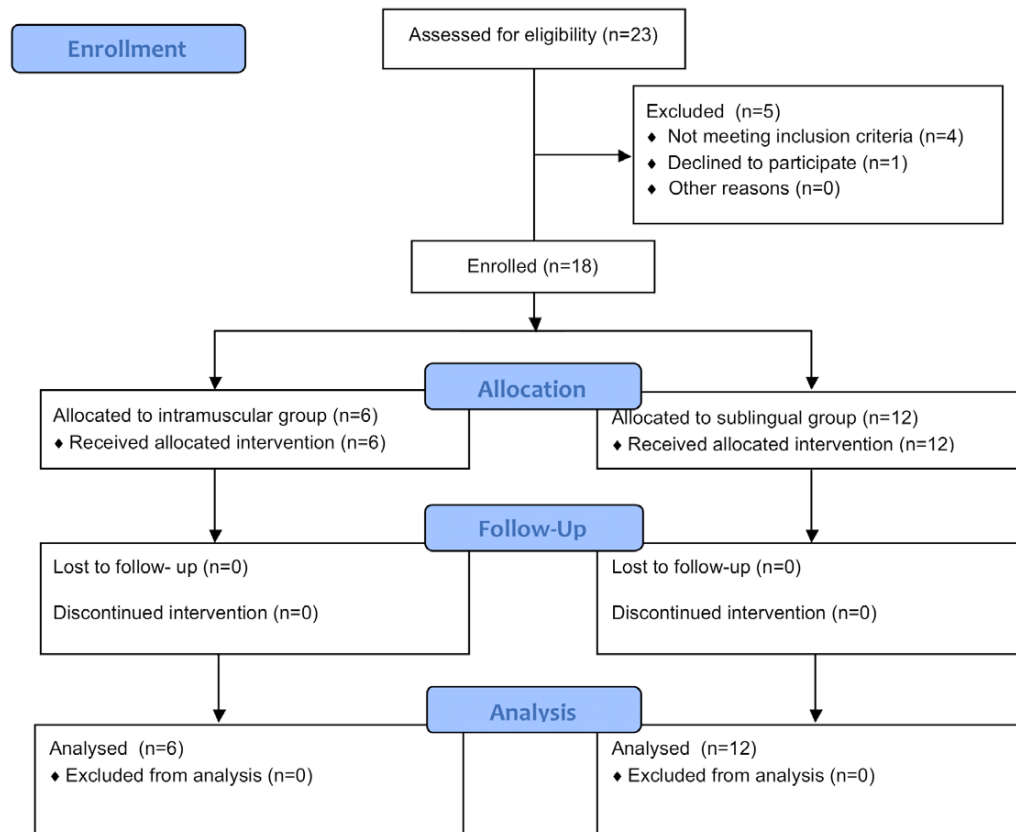 Enrollment
Assessed for eligibility (n=23)
Excluded (n=5)
♦ Not meeting inclusion criteria (n=4)
♦ Declined to participate (n=1)
♦ Other reasons (n=0)
Enrolled (n=18)
Allocation
Allocated to intramuscular group (n=6)
♦ Received allocated intervention (n=6)
Allocated to sublingual group (n=12)
♦ Received allocated intervention (n=12)
Follow-Up
Lost to follow- up (n=0)
Discontinued intervention (n=0)
Lost to follow-up (n=0)
Discontinued intervention (n=0)
Analysis
Analysed (n=6)
♦ Excluded from analysis (n=0)
Analysed (n=12)
♦ Excluded from analysis (n=0)